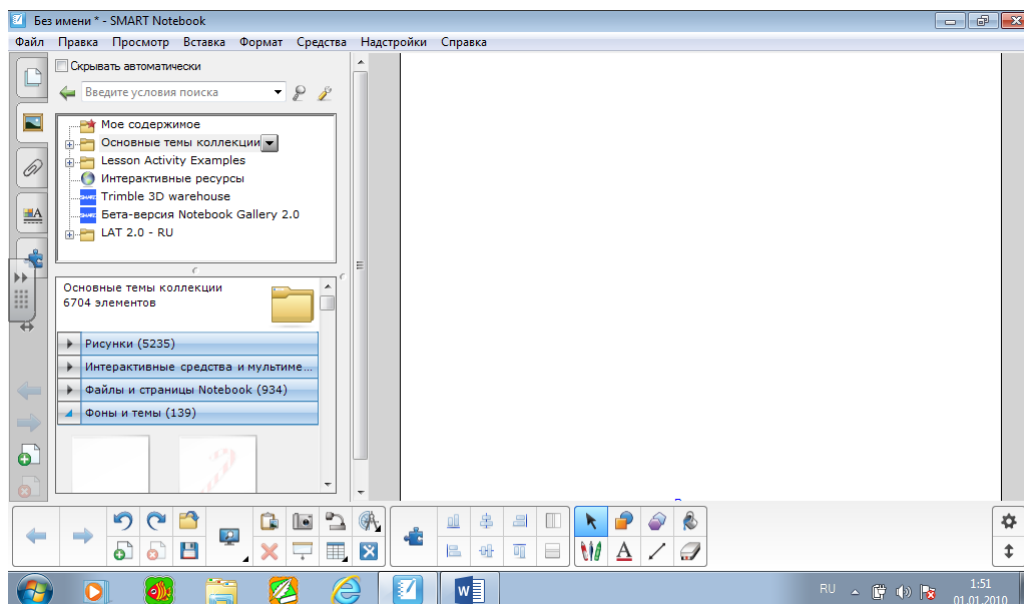 Без имени * - SMART Notebook
Файл Правка Просмотр Вставка Формат Средства Надстройки Справка
Скрывать автоматически
Введите условия поиска
Мое содержимое
Основные темы коллекции
Lesson Activity Examples
Интерактивные ресурсы
Trimble 3D warehouse
Бета-версия Notebook Gallery 2.0
LAT 2.0 - RU
Основные темы коллекции
6704 элементов
Рисунки (5235)
Интерактивные средства и мультиме...
Файлы и страницы Notebook (934)
Фоны и темы (139)
RU
1:51
01.01.2010